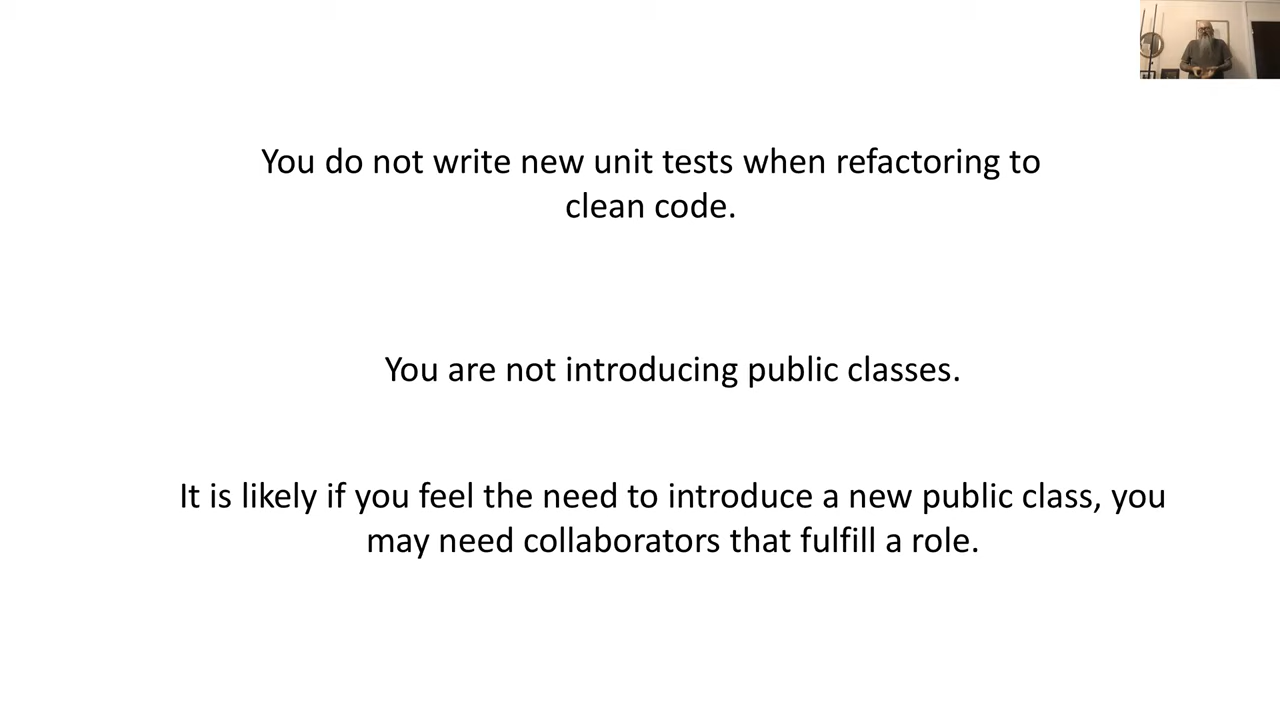 You do not write new unit tests when refactoring to
clean code.
You are not introducing public classes.
It is likely if you feel the need to introduce a new public class, you
may need collaborators that fulfill a role.